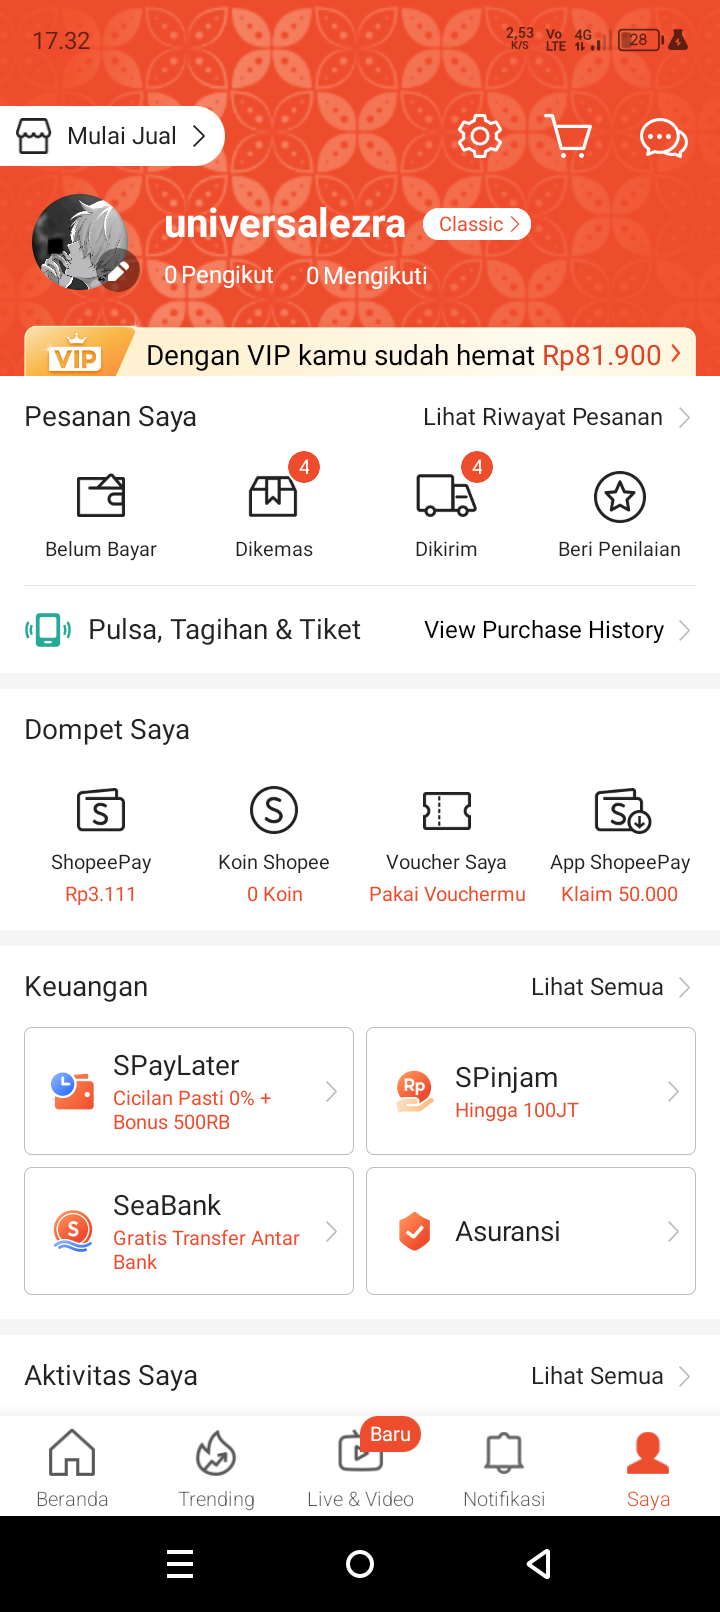 17.32
2,53 K/S Vo LTE 4G 28
Mulai Jual
universalezra Classic
0 Pengikut 0 Mengikuti
VIP Dengan VIP kamu sudah hemat Rp81.900
Pesanan Saya Lihat Riwayat Pesanan
4 4
Belum Bayar Dikemas Dikirim Beri Penilaian
Pulsa, Tagihan & Tiket View Purchase History
Dompet Saya
ShopeePay Koin Shopee Voucher Saya App ShopeePay
Rp3.111 0 Koin Pakai Vouchermu Klaim 50.000
Keuangan Lihat Semua
SPayLater
Cicilan Pasti 0% +
Bonus 500RB
Rp SPinjam
Hingga 100JT
SeaBank
Gratis Transfer Antar
Bank
Asuransi
Aktivitas Saya Lihat Semua
Baru
Beranda Trending Live & Video Notifikasi Saya